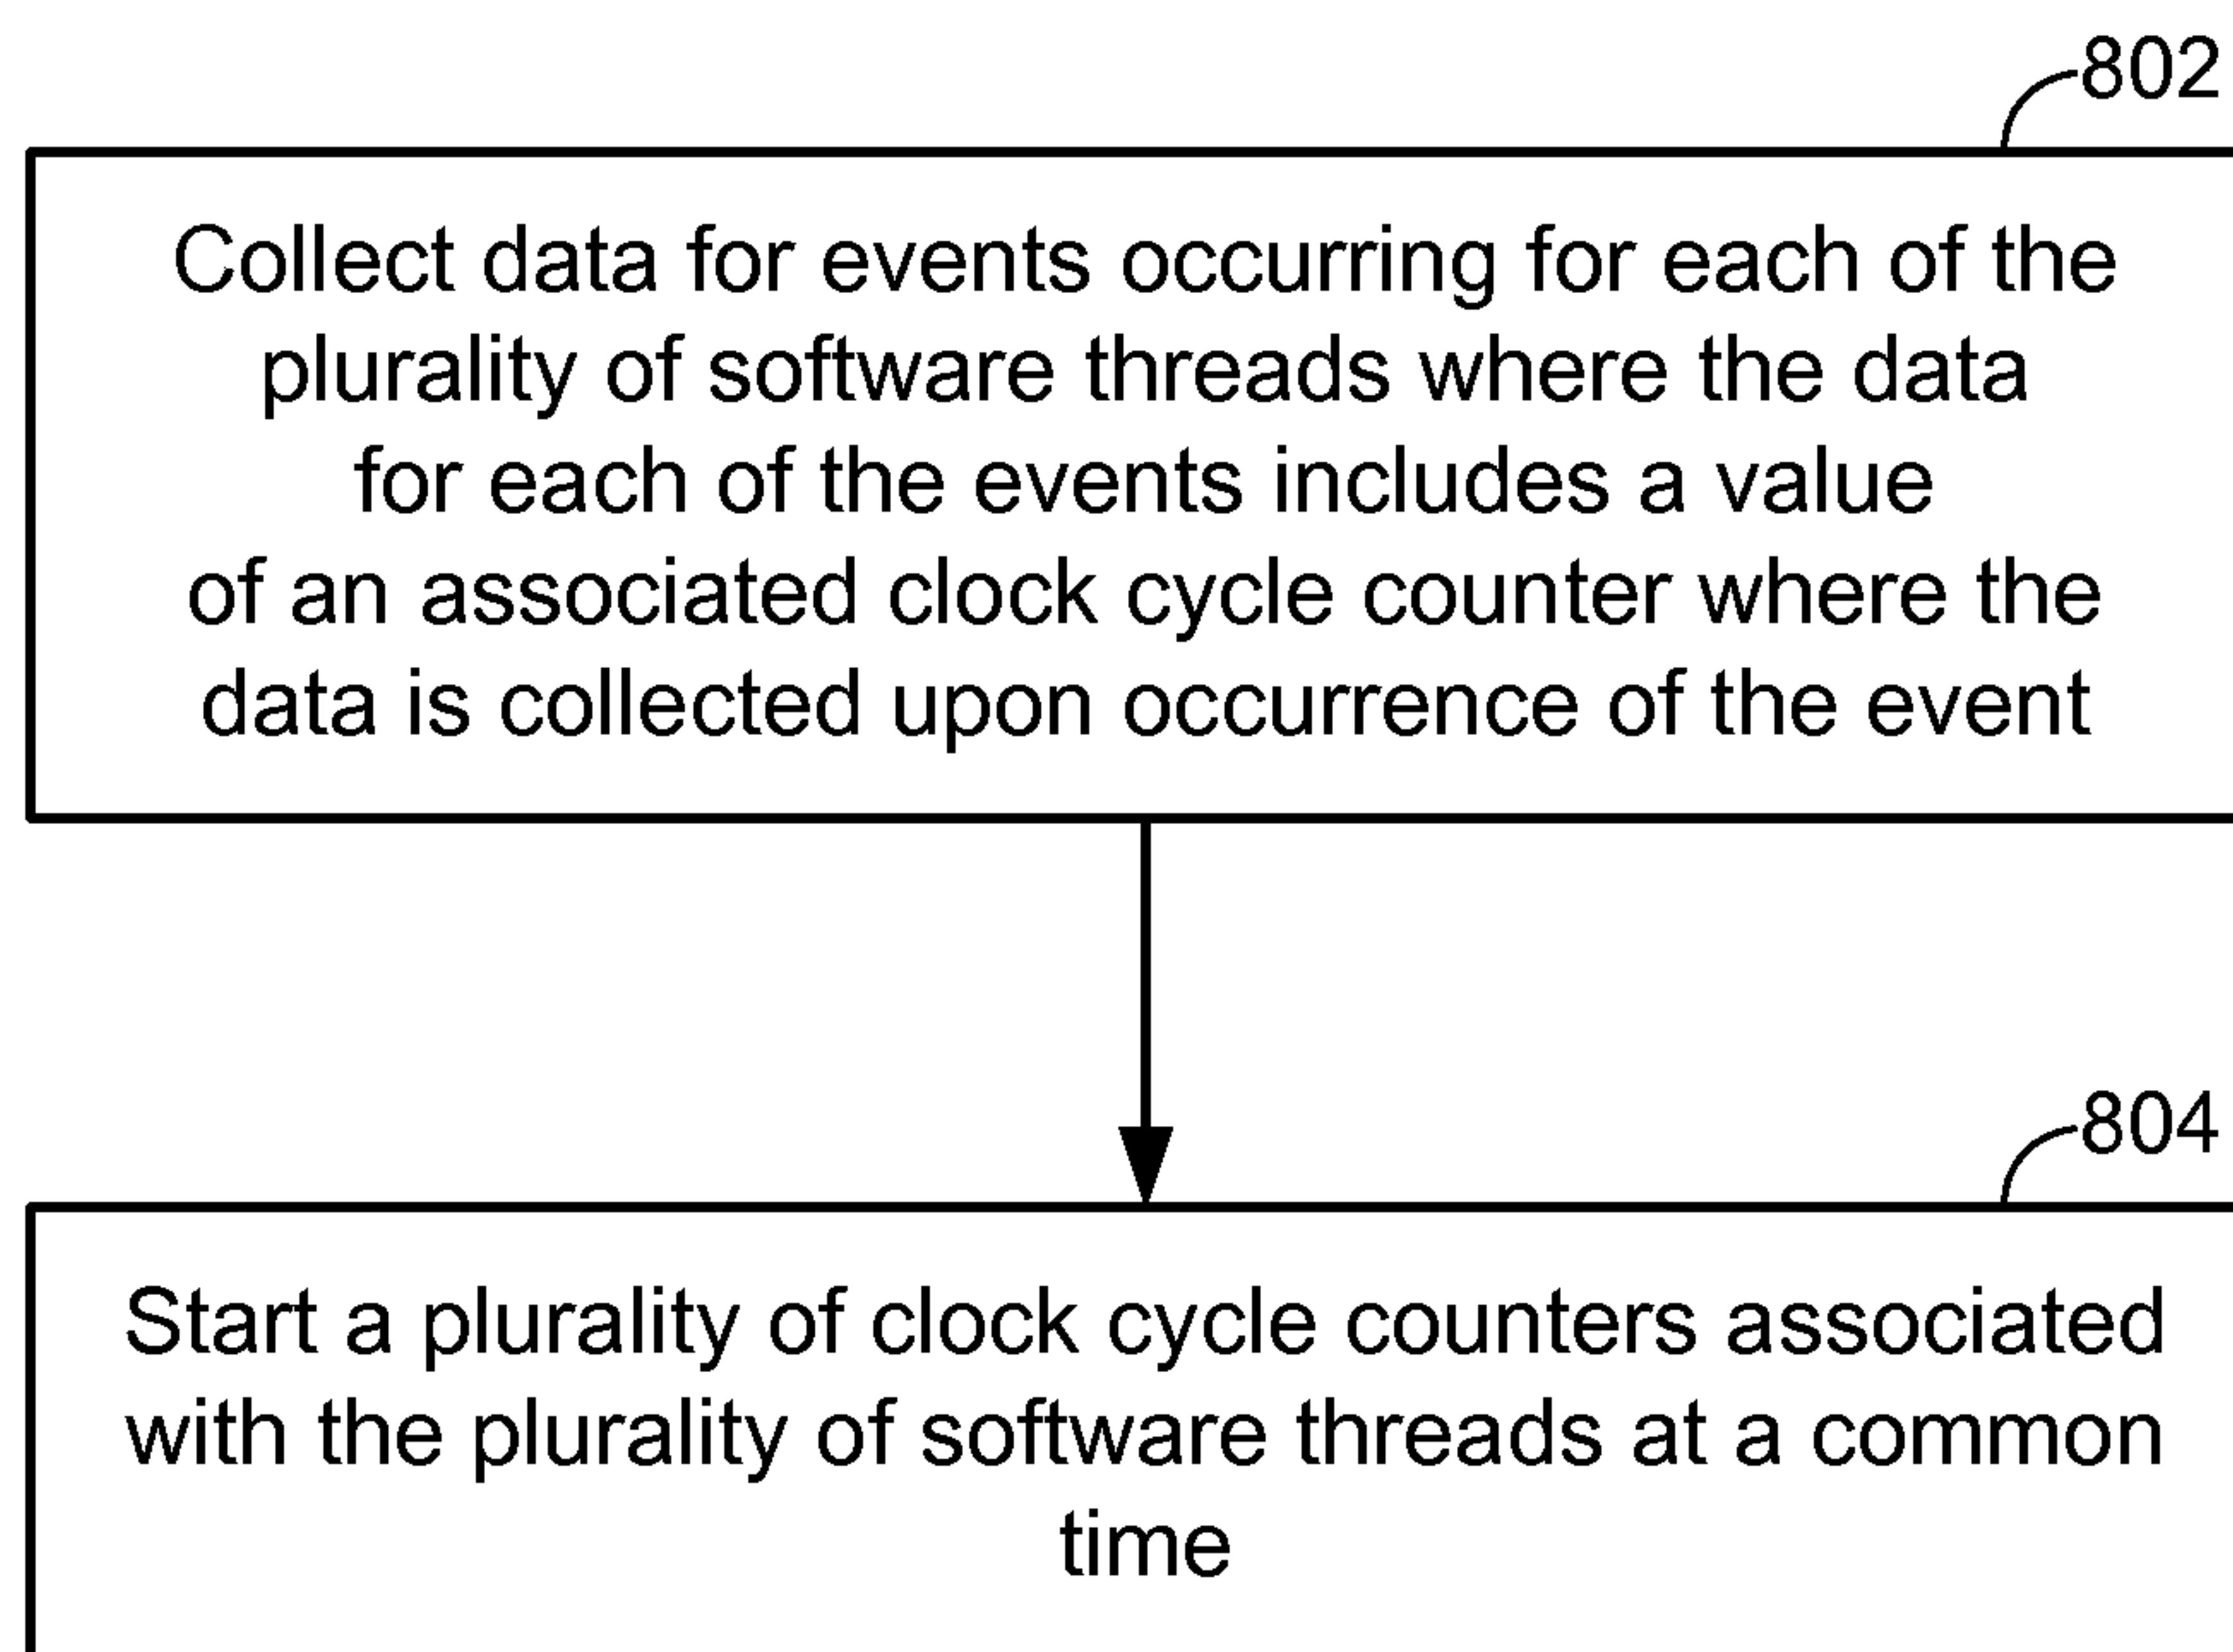 802
Collect data for events occurring for each of the
plurality of software threads where the data
for each of the events includes a value
of an associated clock cycle counter where the
data is collected upon occurrence of the event
804
Start a plurality of clock cycle counters associated
with the plurality of software threads at a common
time